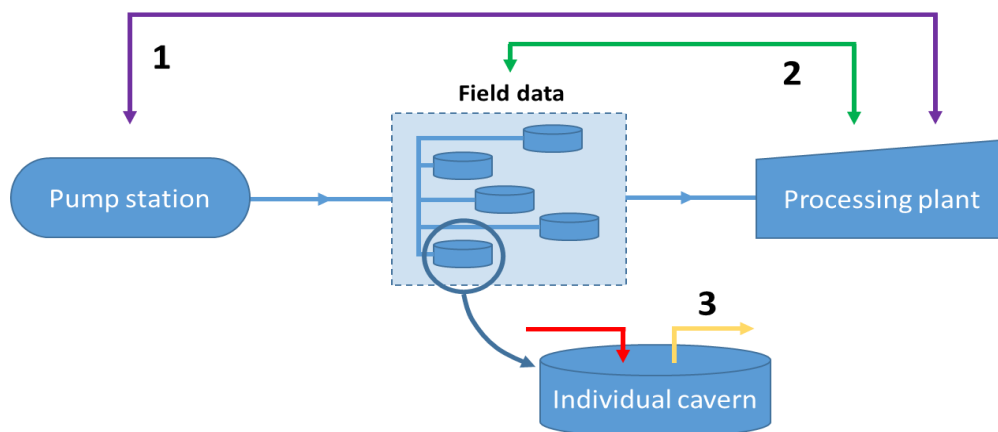 1
2
Field data
Pump station
Processing plant
3
Individual cavern